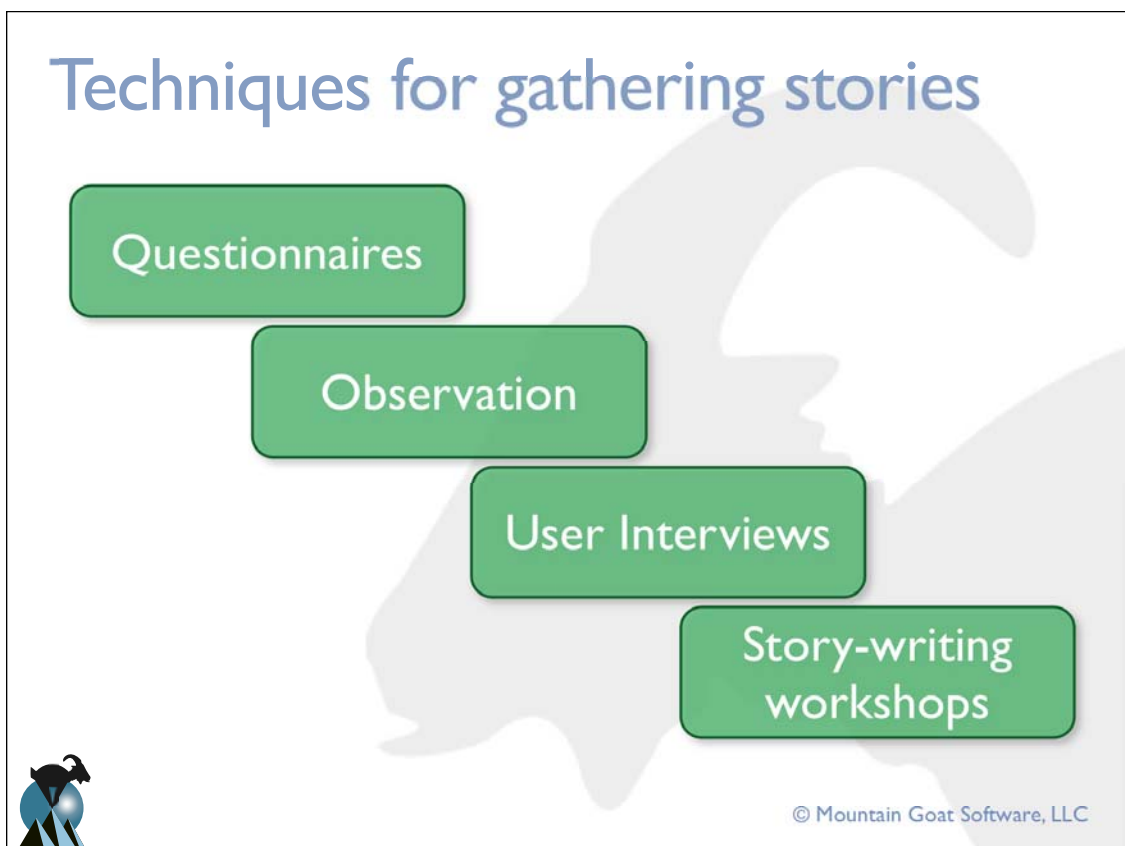 Techniques for gathering stories
Questionnaires
Observation
User Interviews
Story-writing
workshops
© Mountain Goat Software, LLC